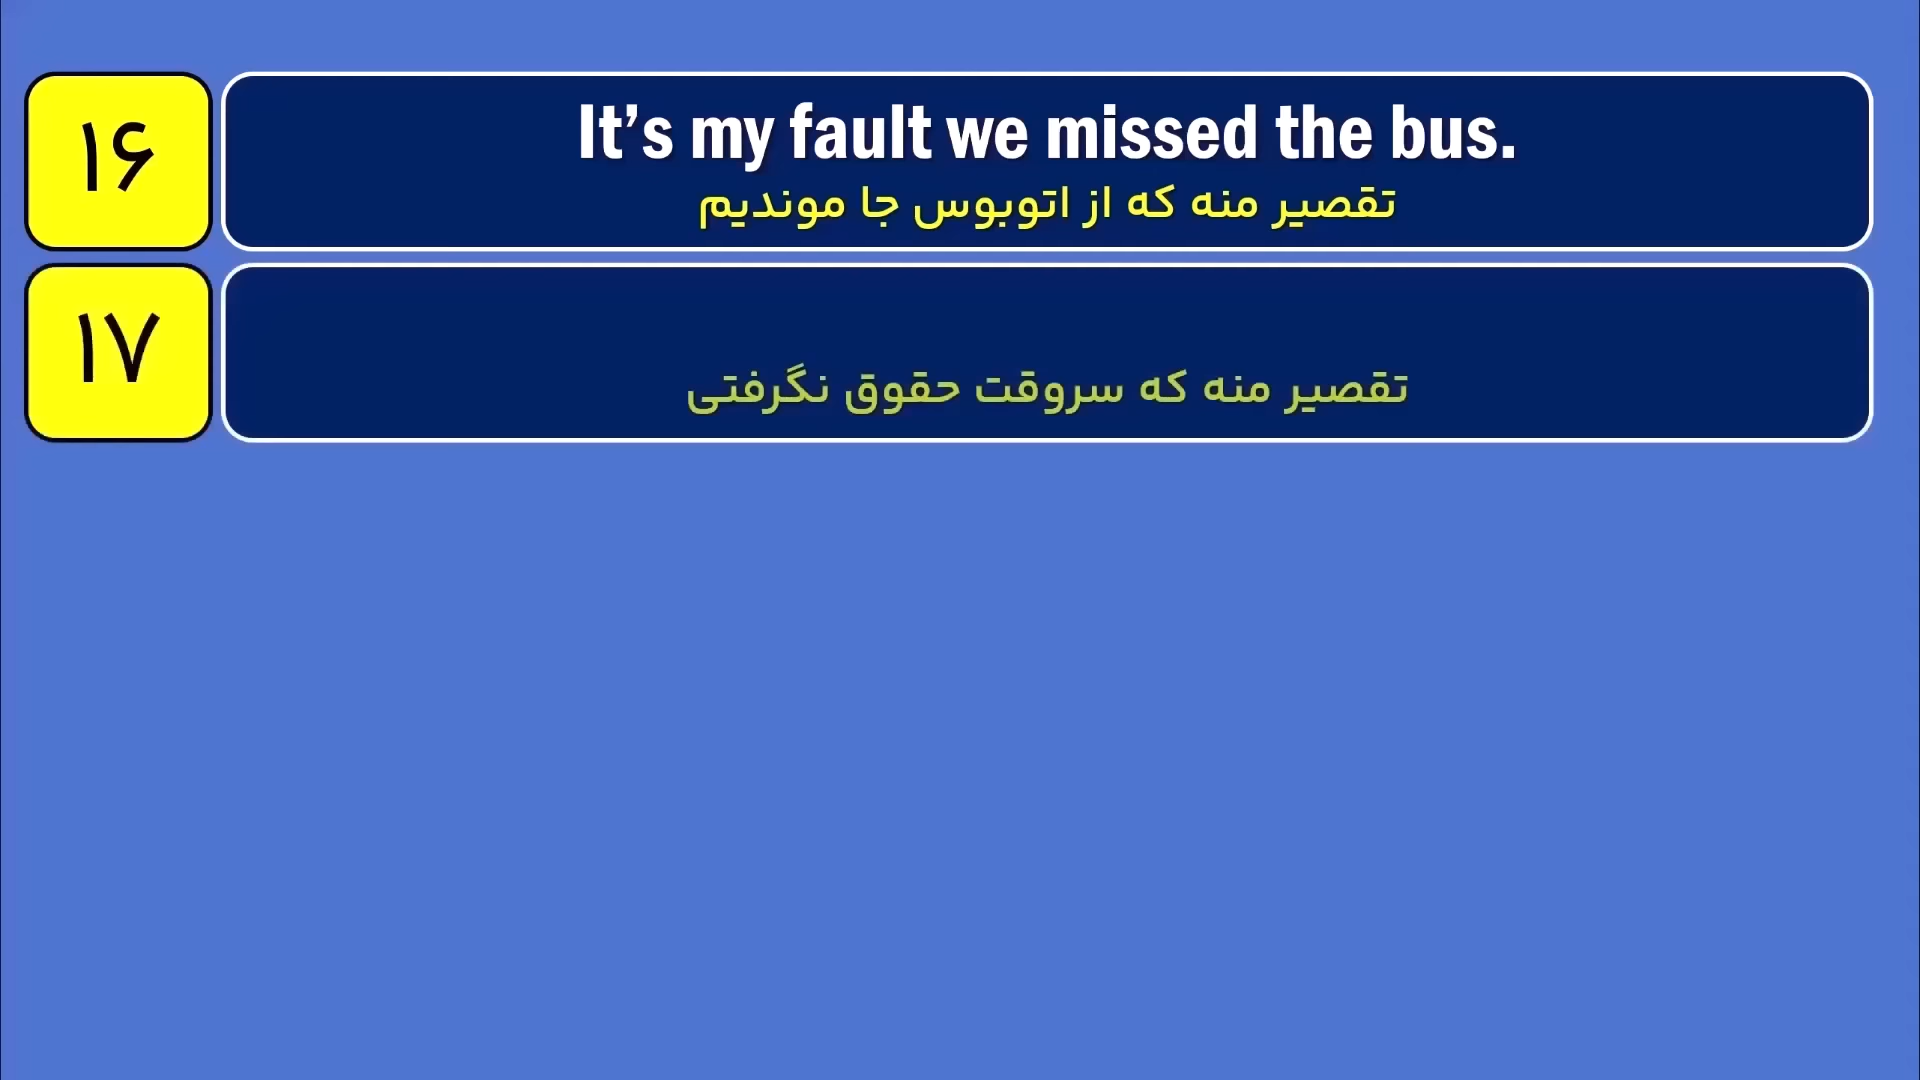 ۱۶
It's my fault we missed the bus.
تقصیر منه که از اتوبوس جا موندیم
۱۷
تقصیر منه که سروقت حقوق نگرفتی